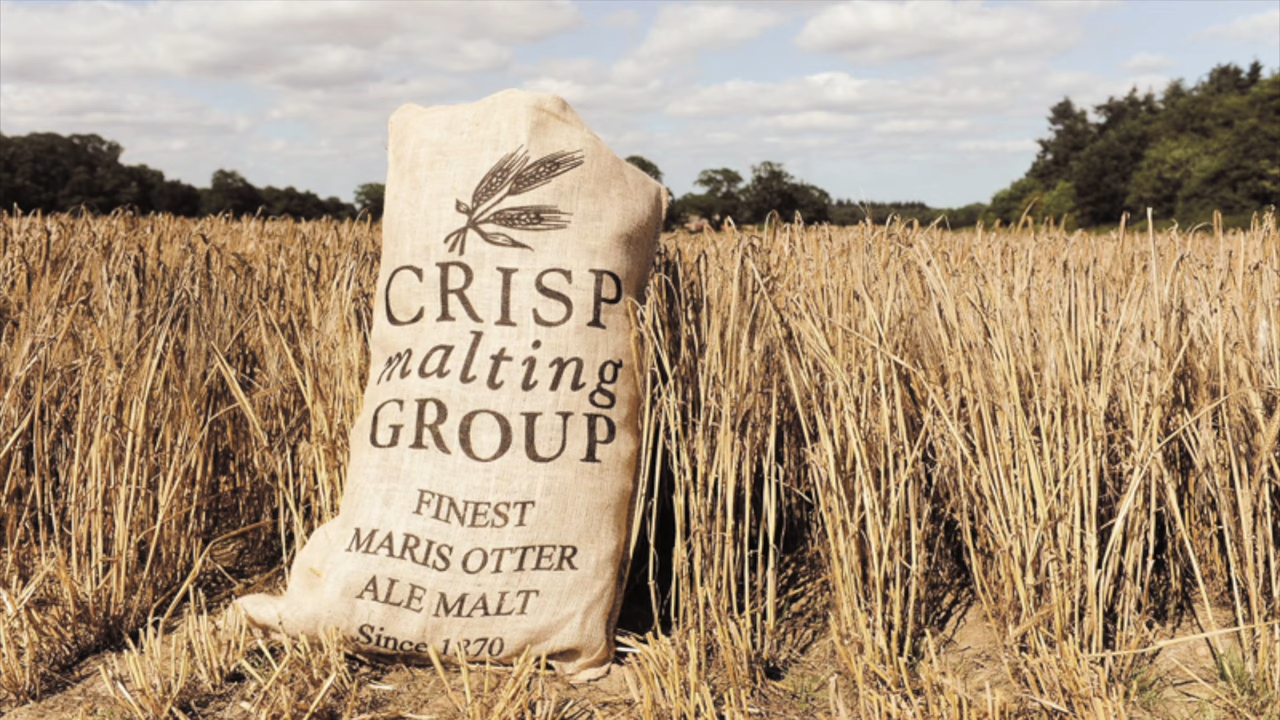 CRISP
malting
GROUP
FINEST
MARIS OTTER
ALE MALT
Since 1870